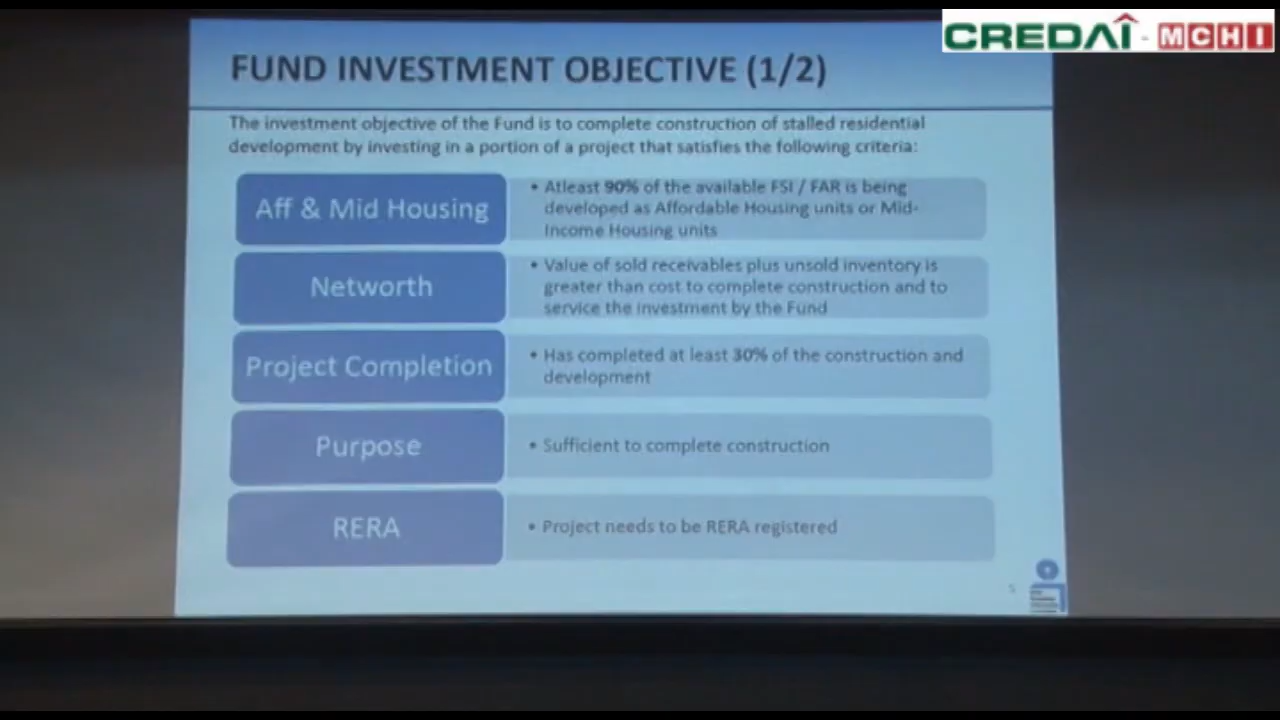 CREDAI - MCHI
FUND INVESTMENT OBJECTIVE (1/2)
The investment objective of the Fund is to complete construction of stalled residential
development by investing in a portion of a project that satisfies the following criteria:
Aff & Mid Housing
• Atleast 90% of the available FSI / FAR is being
developed as Affordable Housing units or Mid-
Income Housing units
Networth
• Value of sold receivables plus unsold inventory is
greater than cost to complete construction and to
service the investment by the Fund
Project Completion
• Has completed at least 30% of the construction and
development
Purpose
• Sufficient to complete construction
RERA
• Project needs to be RERA registered
5